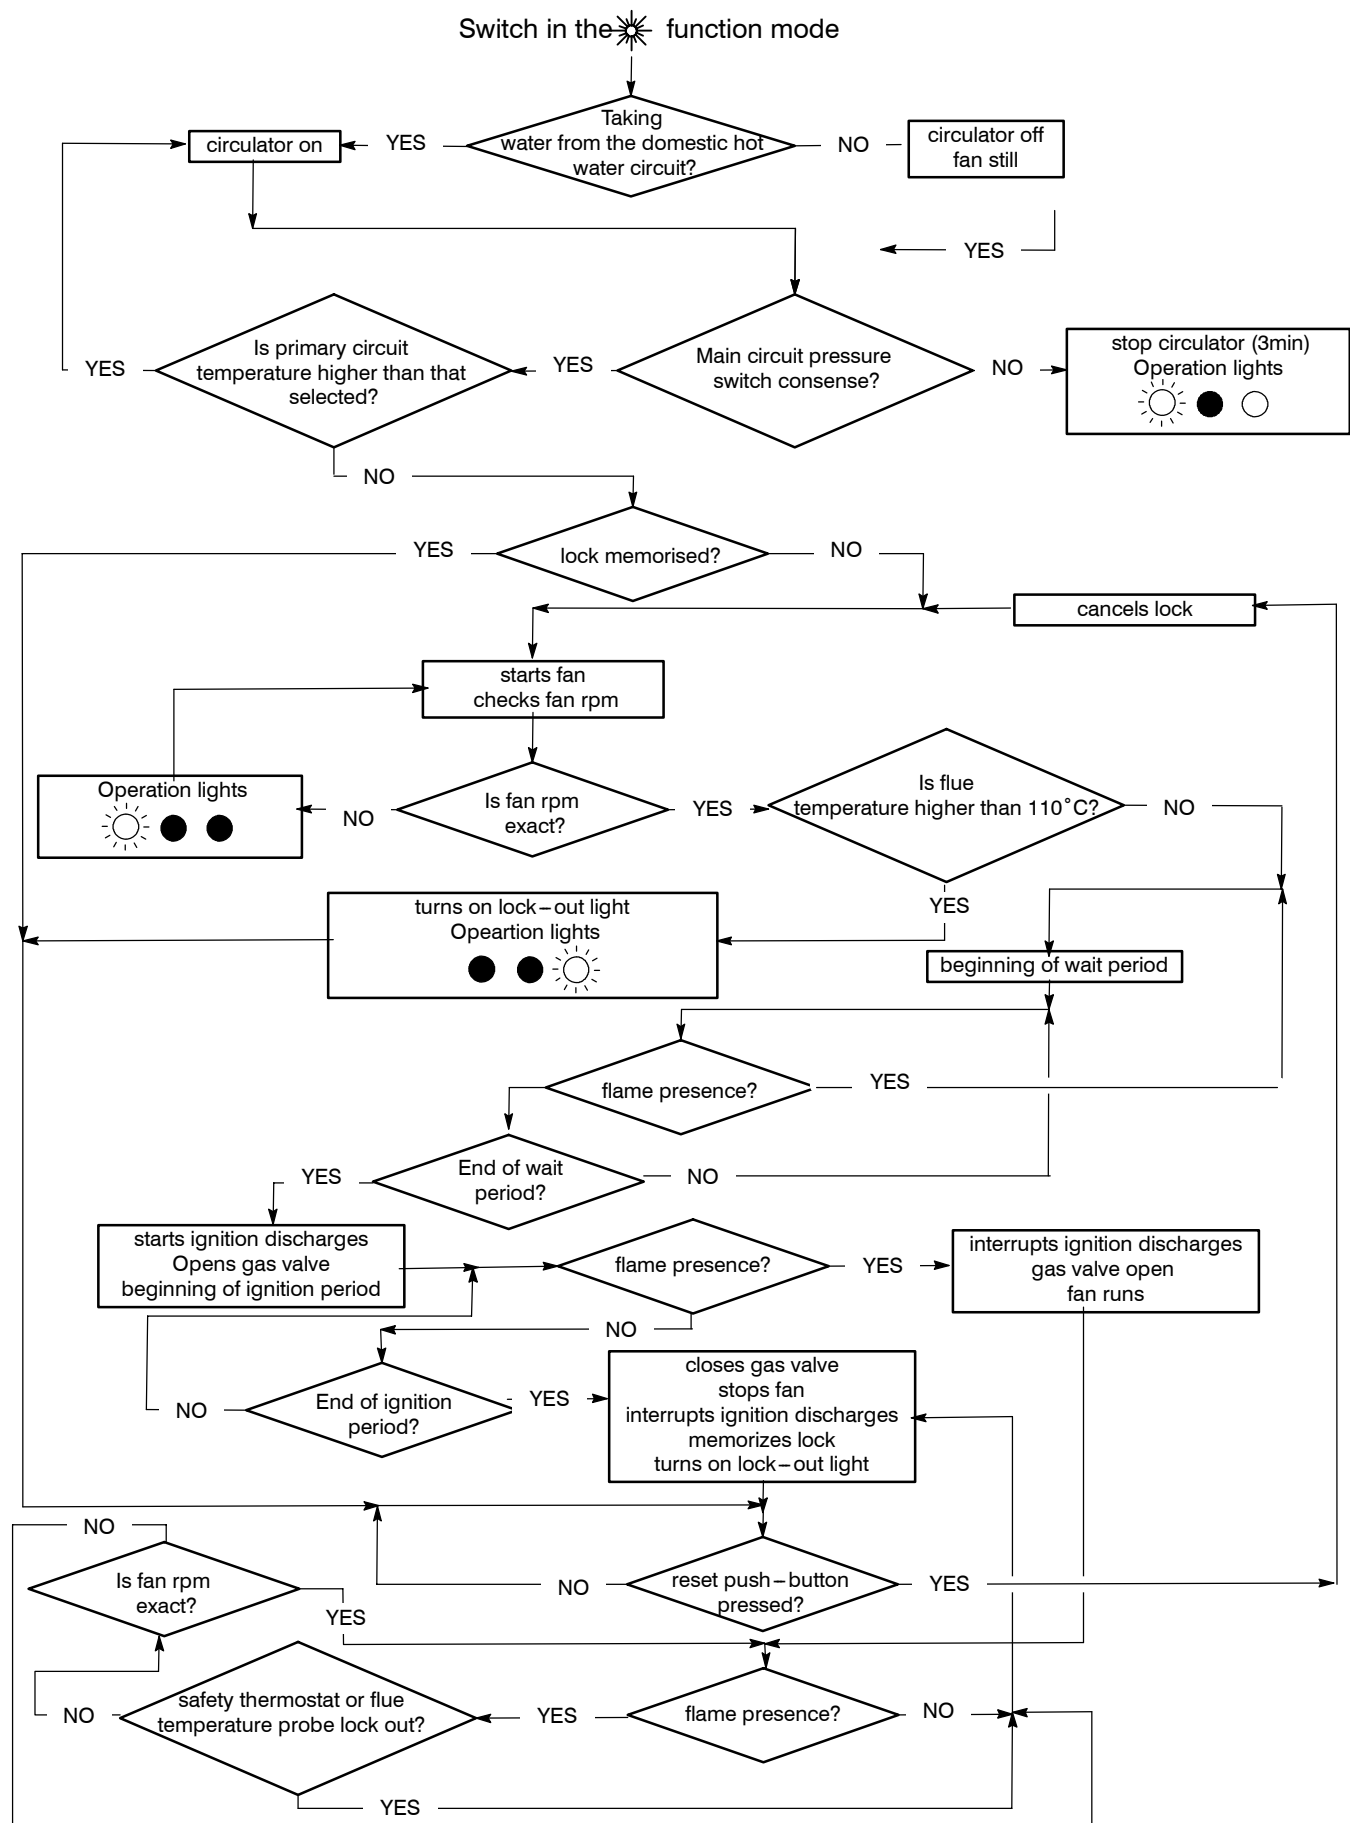 Switch in the function mode
Taking
water from the domestic hot
water circuit?
YES
NO
circulator on
circulator off
fan still
YES
Is primary circuit
temperature higher than that
selected?
YES
YES
Main circuit pressure
switch consense?
NO
stop circulator (3min)
Operation lights
NO
YES
lock memorised?
NO
cancels lock
starts fan
checks fan rpm
Operation lights
NO
Is fan rpm
exact?
YES
Is flue
temperature higher than 110°C?
NO
YES
turns on lock-out light
Opeartion lights
beginning of wait period
flame presence?
YES
YES
End of wait
period?
NO
starts ignition discharges
Opens gas valve
beginning of ignition period
flame presence?
YES
interrupts ignition discharges
gas valve open
fan runs
NO
NO
End of ignition
period?
YES
closes gas valve
stops fan
interrupts ignition discharges
memorizes lock
turns on lock-out light
NO
Is fan rpm
exact?
YES
NO
reset push-button
pressed?
YES
NO
safety thermostat or flue
temperature probe lock out?
YES
flame presence?
NO
YES